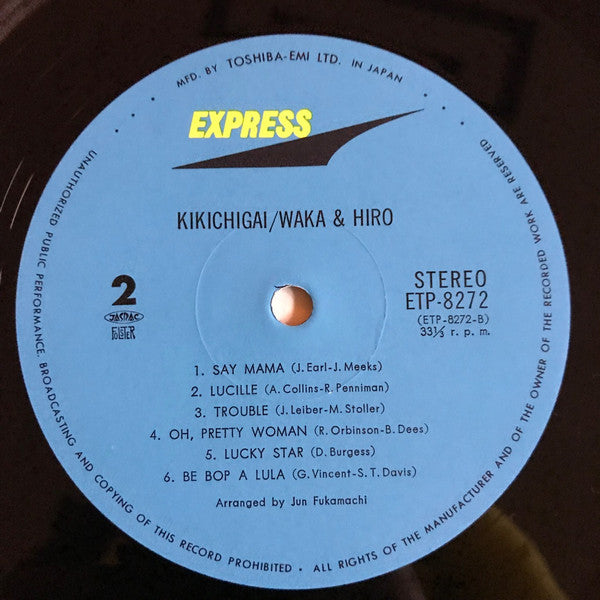 MFD. BY TOSHIBA-EMI LTD. IN JAPAN
EXPRESS
KIKICHIGAI/WAKA & HIRO
2
JASRAC
STEREO
ETP-8272
(ETP-8272-B)
33⅓ r. p. m.
1. SAY MAMA (J. Earl-J. Meeks)
2. LUCILLE (A. Collins-R. Penniman)
3. TROUBLE (J. Leiber-M. Stoller)
4. OH, PRETTY WOMAN (R. Orbinson-B. Dees)
5. LUCKY STAR (D. Burgess)
6. BE BOP A LULA (G. Vincent-S. T. Davis)
Arranged by Jun Fukamachi
UNAUTHORIZED PUBLIC PERFORMANCE, BROADCASTING AND COPYING OF THIS RECORD PROHIBITED • ALL RIGHTS OF THE MANUFACTURER AND OF THE OWNER OF THE RECORDED WORK ARE RESERVED